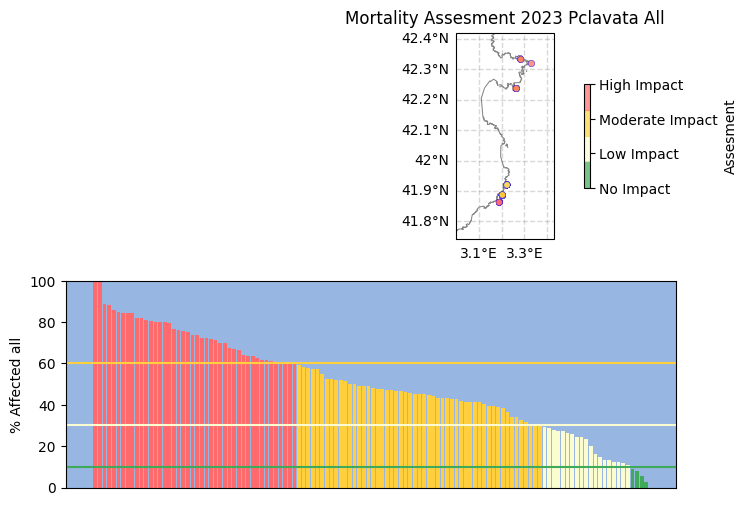 Mortality Assesment 2023 Pclavata All
42.4°N
42.3°N
42.2°N
42.1°N
42°N
41.9°N
41.8°N
3.1°E 3.3°E
High Impact
Moderate Impact
Low Impact
No Impact
Assesment
100
80
60
40
20
0
% Affected all